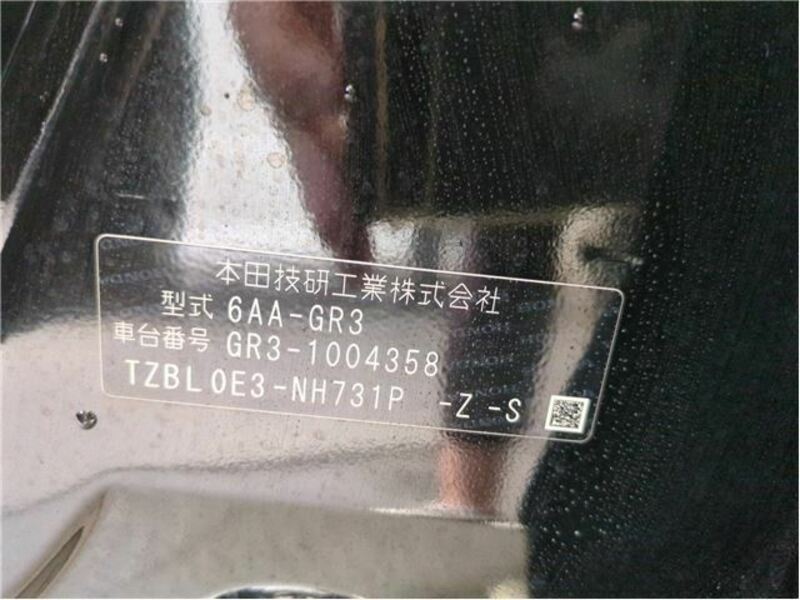 本田技研工業株式会社
型式 6AA-GR3
車台番号 GR3-1004358
TZBL0E3-NH731P -Z -S